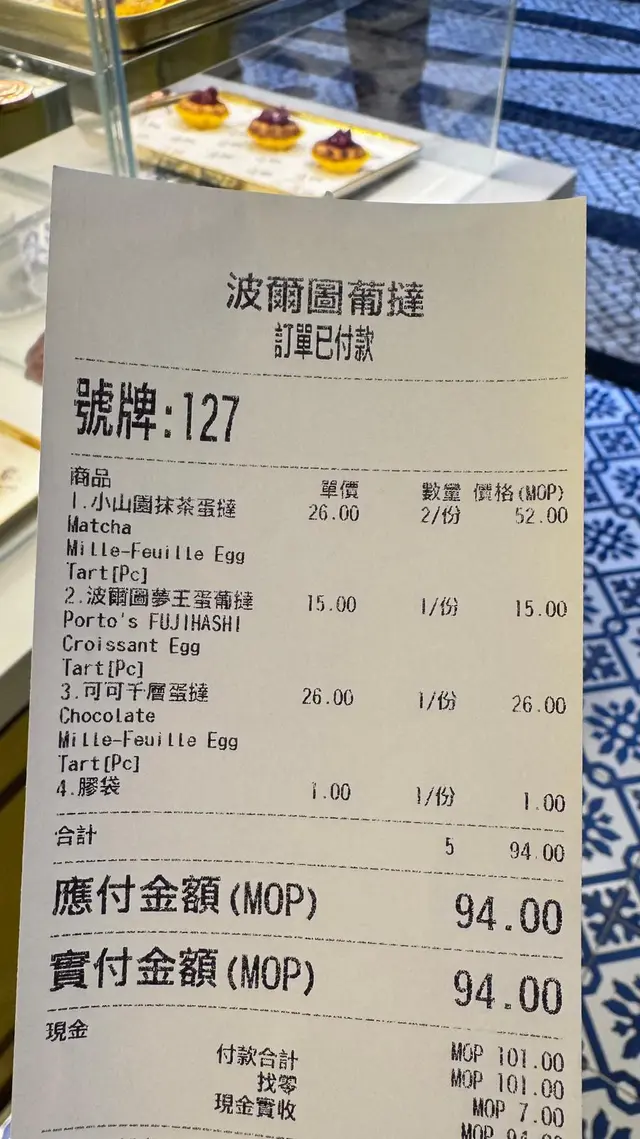 波爾圖葡撻
訂單已付款
號牌:127
商品 單價 數量 價格(MOP)
1.小山園抹茶蛋撻 26.00 2/份 52.00
Matcha
Mille-Feuille Egg
Tart[Pc]
2.波爾圖夢王蛋葡撻 15.00 1/份 15.00
Porto's FUJIHASHI
Croissant Egg
Tart[Pc]
3.可可千層蛋撻 26.00 1/份 26.00
Chocolate
Mille-Feuille Egg
Tart[Pc]
4.膠袋 1.00 1/份 1.00
合計 5 94.00
應付金額(MOP) 94.00
實付金額(MOP) 94.00
現金 MOP 101.00
付款合計 MOP 101.00
找零 MOP 7.00
現金實收 MOP 94.00